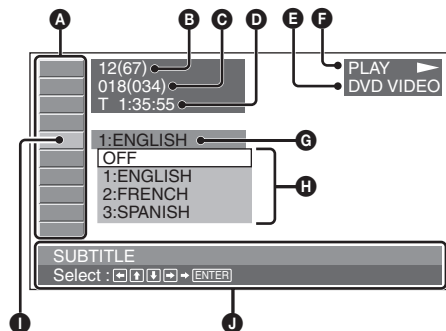 A
B
C
D
E
F
12(67)
018(034)
T 1:35:55
PLAY
DVD VIDEO
1:ENGLISH
G
OFF
1:ENGLISH
2:FRENCH
3:SPANISH
H
SUBTITLE
Select : ←↑↓→ → ENTER
I
J